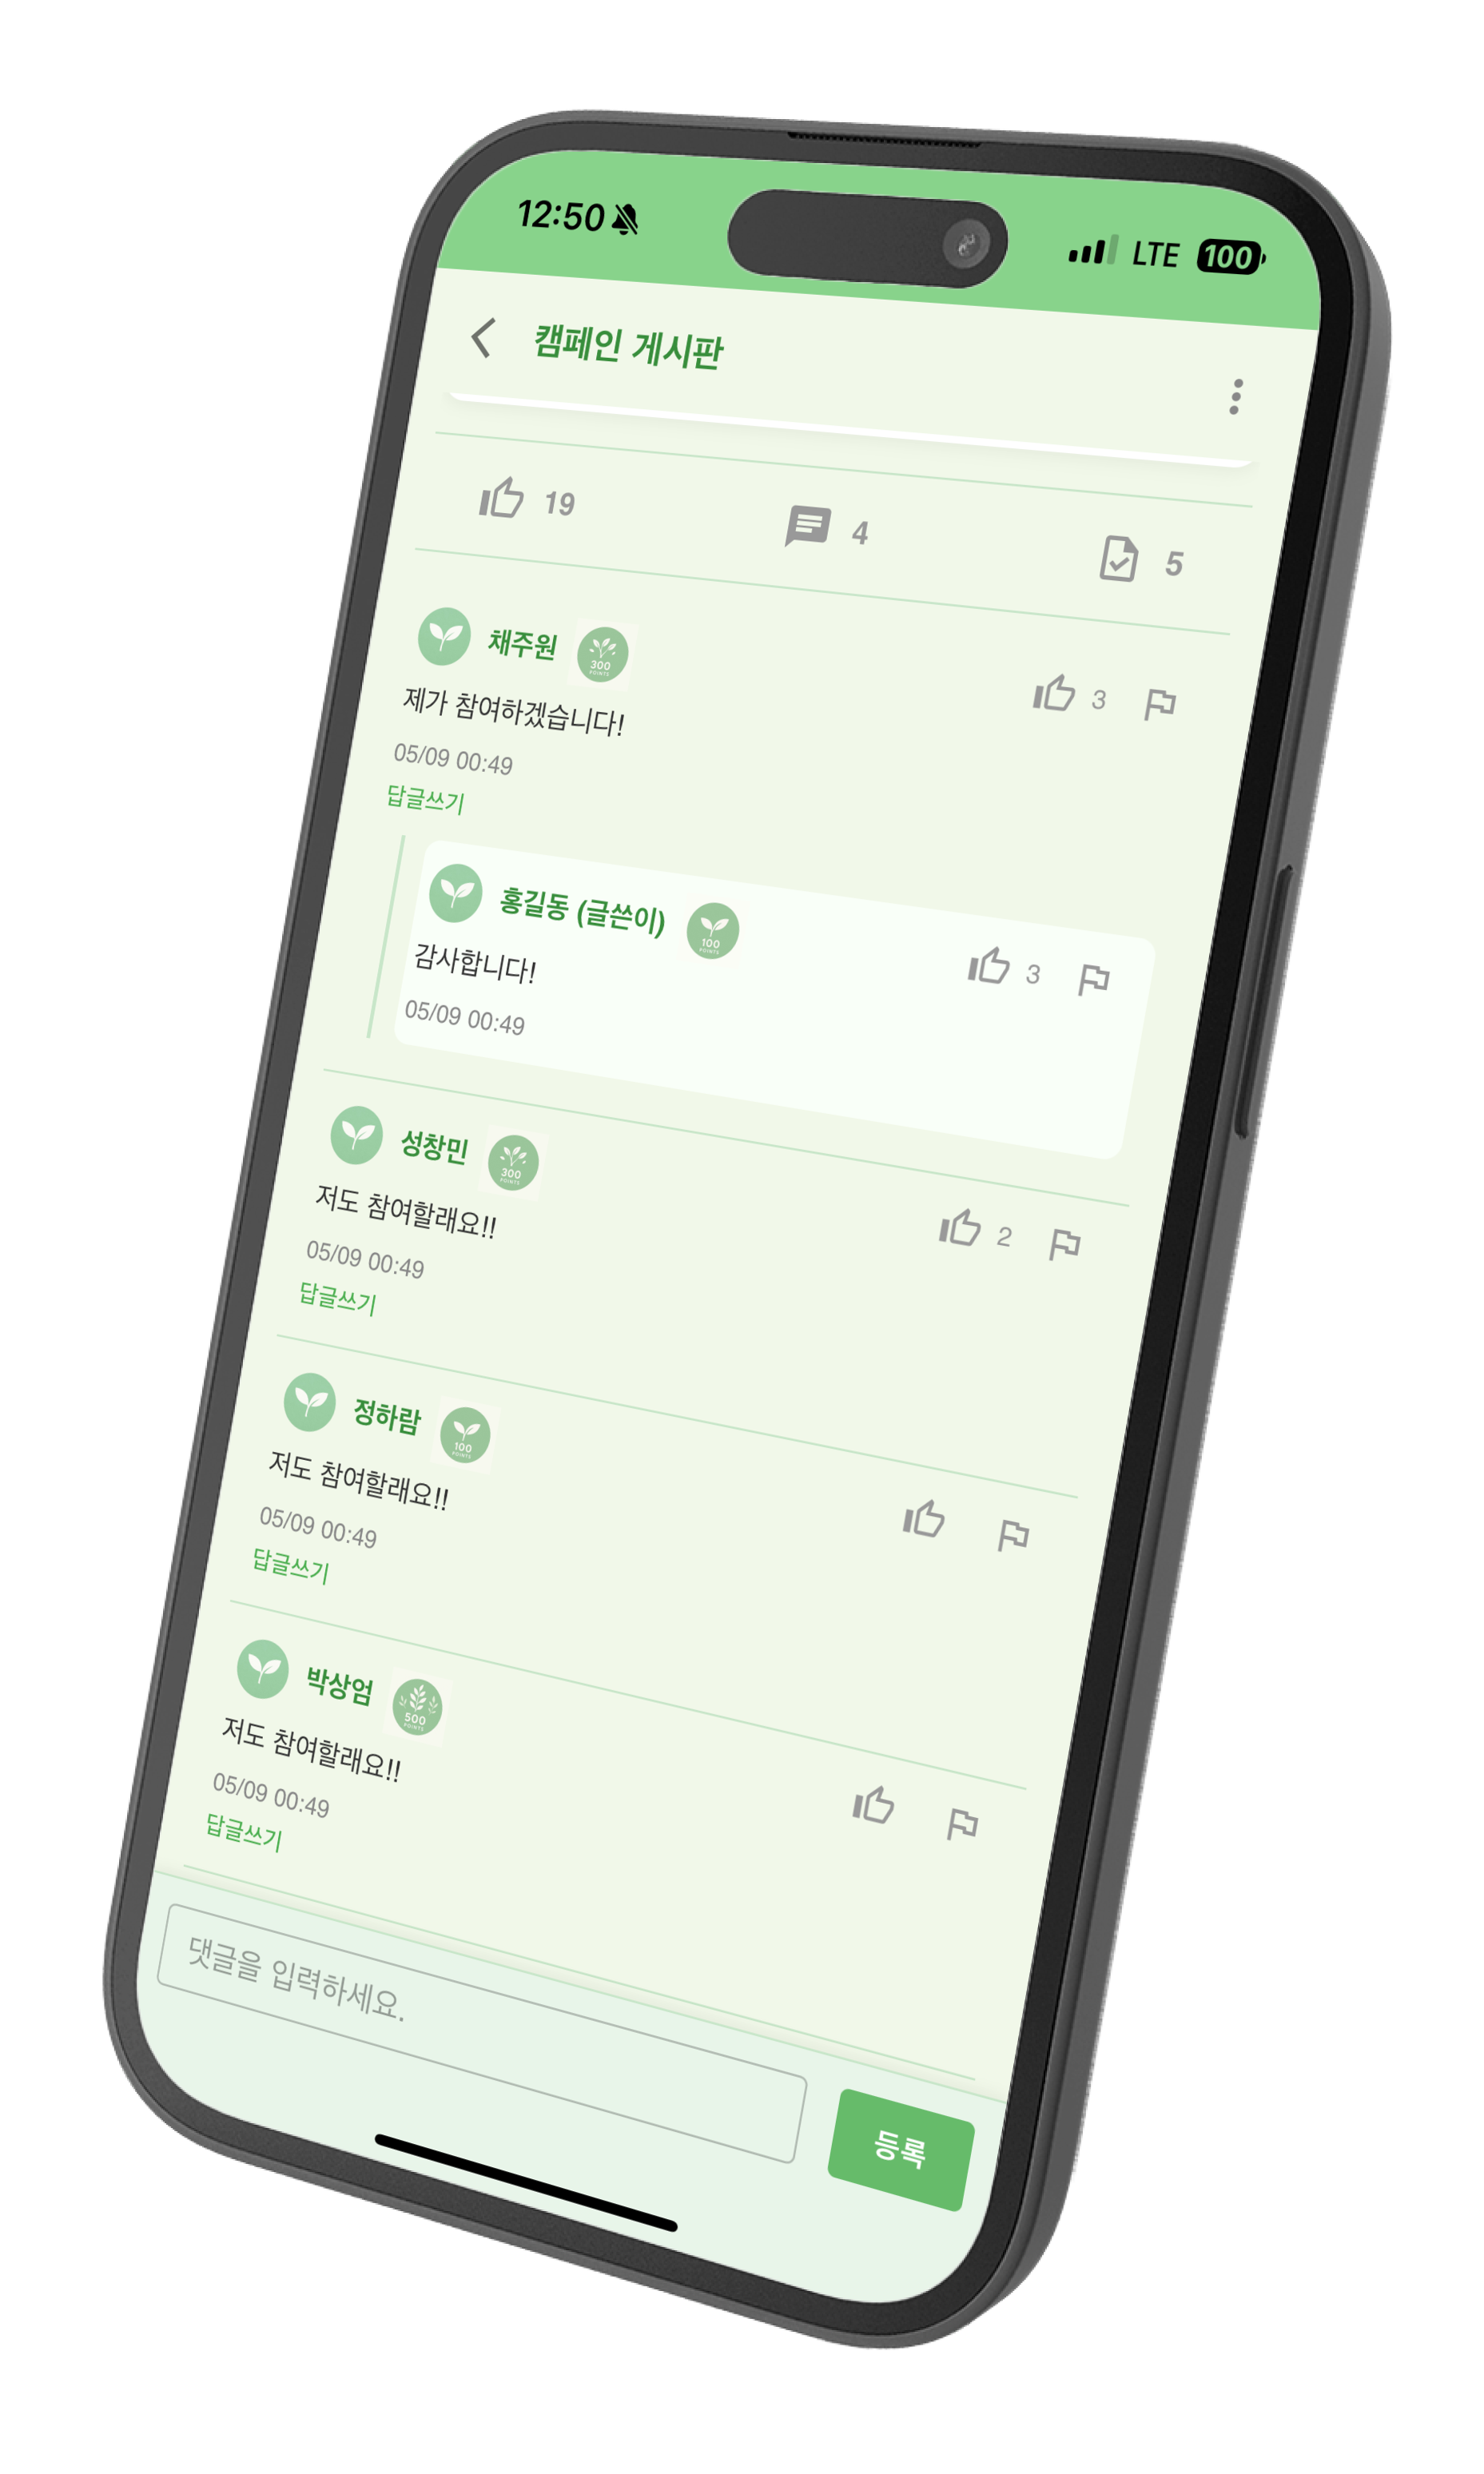 12:50 LTE 100
캠페인 게시판
19 4 5
채주원 300 POINTS
3
제가 참여하겠습니다!
05/09 00:49
답글쓰기
홍길동 (글쓴이) 100 POINTS
3
감사합니다!
05/09 00:49
성창민 300 POINTS
2
저도 참여할래요!!
05/09 00:49
답글쓰기
정하람 100 POINTS
저도 참여할래요!!
05/09 00:49
답글쓰기
박상엄 500 POINTS
저도 참여할래요!!
05/09 00:49
답글쓰기
댓글을 입력하세요.
등록